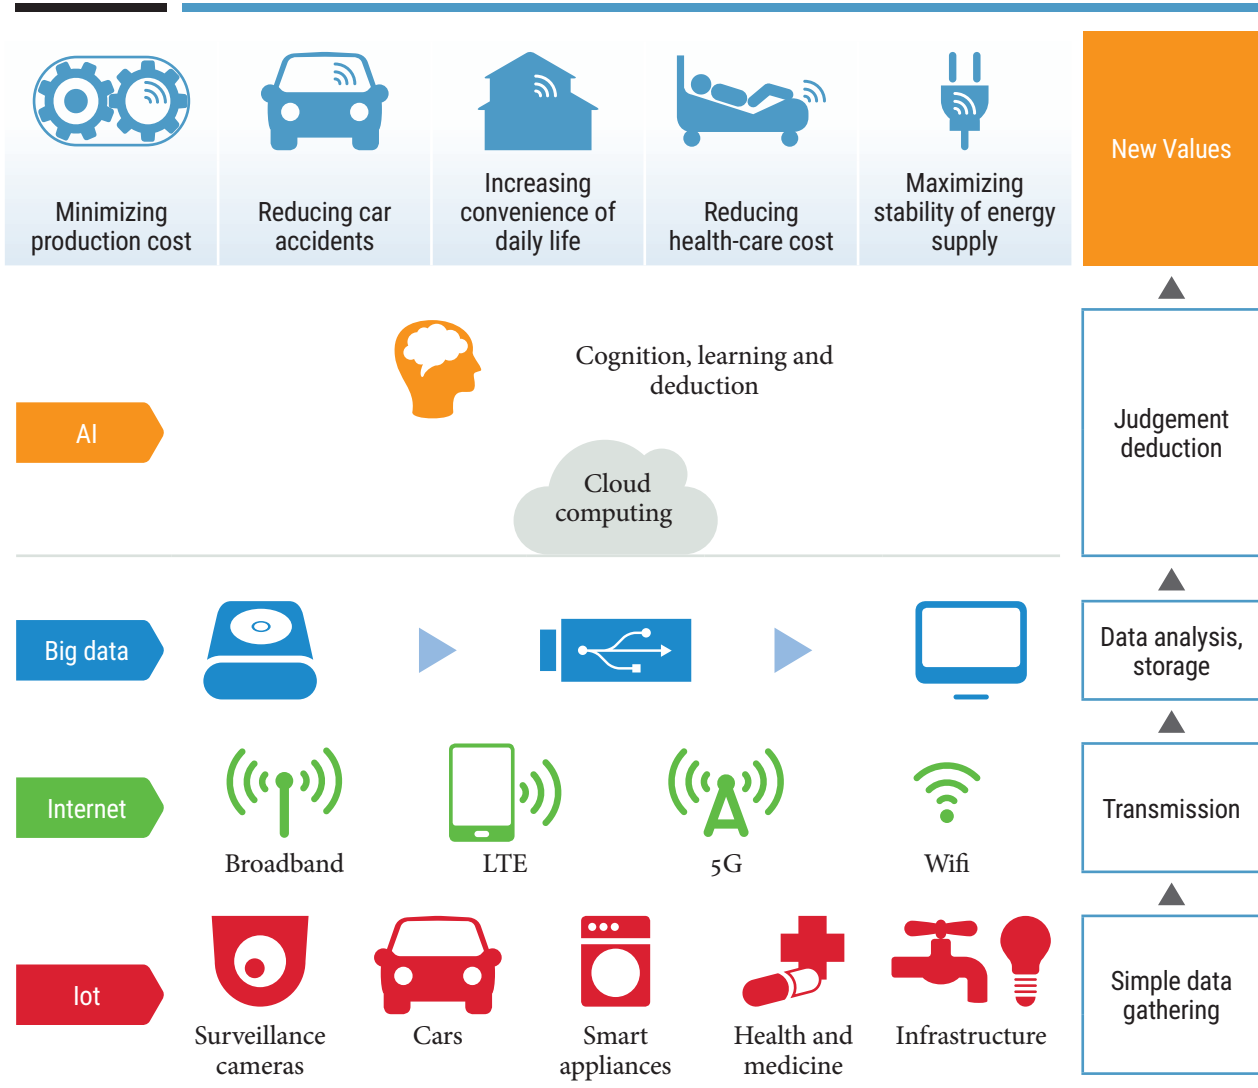 Minimizing
production cost
Reducing car
accidents
Increasing
convenience of
daily life
Reducing
health-care cost
Maximizing
stability of energy
supply
New Values
AI
Cognition, learning and
deduction
Cloud
computing
Judgement
deduction
Big data
Data analysis,
storage
Internet
Broadband
LTE
5G
Wifi
Transmission
Iot
Surveillance
cameras
Cars
Smart
appliances
Health and
medicine
Infrastructure
Simple data
gathering